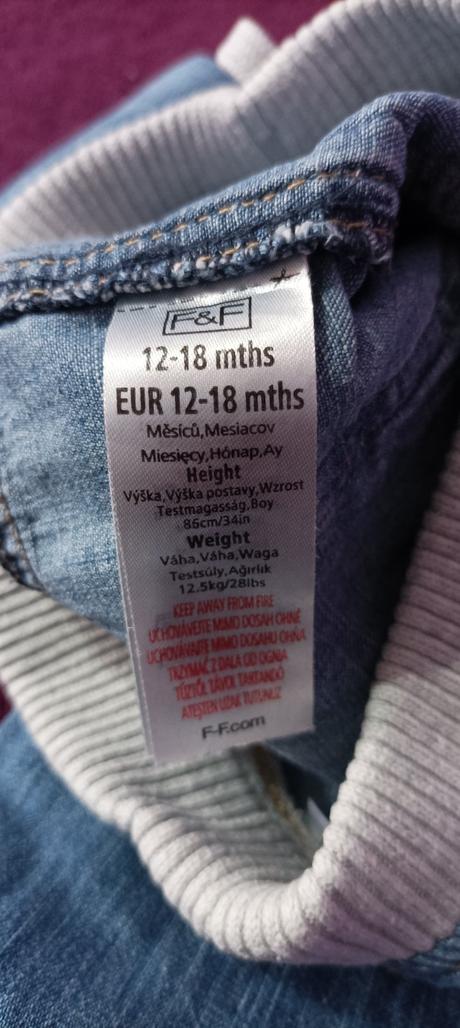 F&F
12-18 mths
EUR 12-18 mths
Měsíců,Mesiacov
Miesięcy,Hónap,Ay
Height
Výška,Výška postavy,Wzrost
Testmagasság,Boy
86cm/34in
Weight
Váha,Váha,Waga
Testsúly,Ağırlık
12.5kg/28lbs
KEEP AWAY FROM FIRE
UCHOVÁVEJTE MIMO DOSAH OHNĚ
UCHOVÁVAJTE MIMO DOSAHU OHŇA
TRZYMAĆ Z DALA OD OGNIA
TŰZTŐL TÁVOL TARTANDÓ
ATEŞTEN UZAK TUTUNUZ
F-F.com